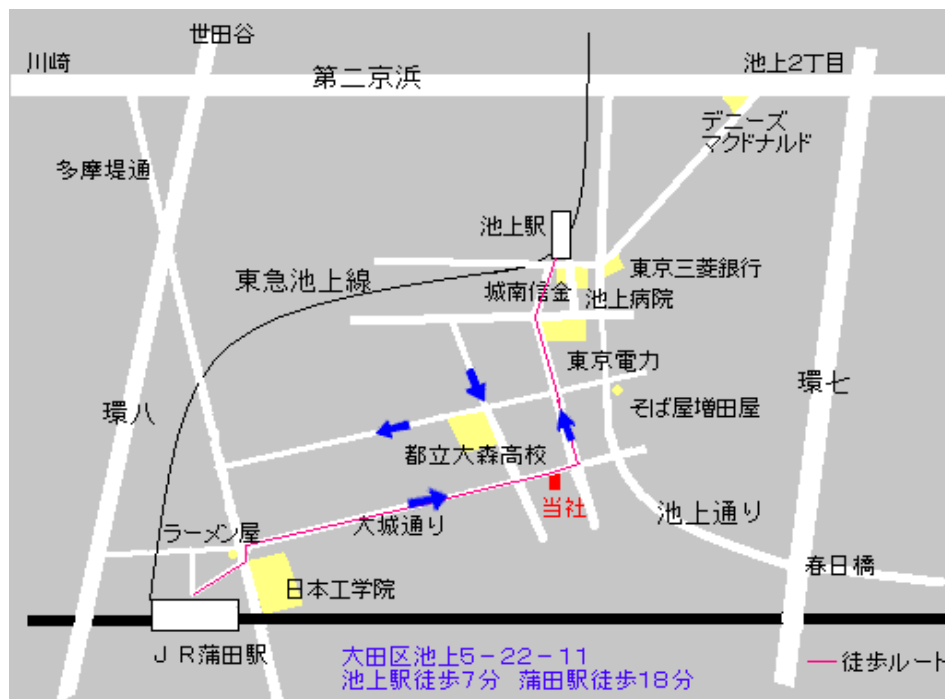 世田谷
川崎
池上2丁目
第二京浜
デニーズ
マクドナルド
多摩堤通
池上駅
東京三菱銀行
東急池上線
城南信金
池上病院
東京電力
環七
環八
そば屋増田屋
都立大森高校
当社
池上通り
大城通り
ラーメン屋
春日橋
日本工学院
JR蒲田駅
大田区池上5-22-11
池上駅徒歩7分 蒲田駅徒歩18分
徒歩ルート